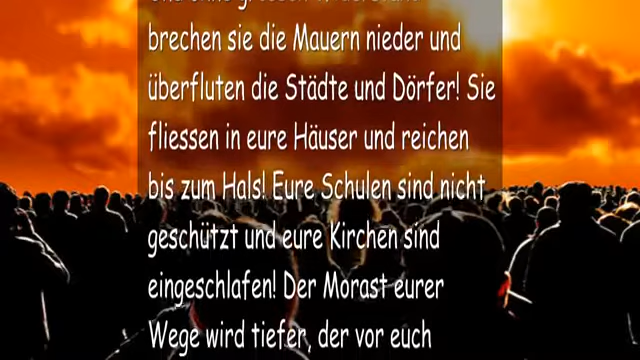 brechen sie die Mauern nieder und
überfluten die Städte und Dörfer! Sie
fliessen in eure Häuser und reichen
bis zum Hals! Eure Schulen sind nicht
geschützt und eure Kirchen sind
eingeschlafen! Der Morast eurer
Wege wird tiefer, der vor euch